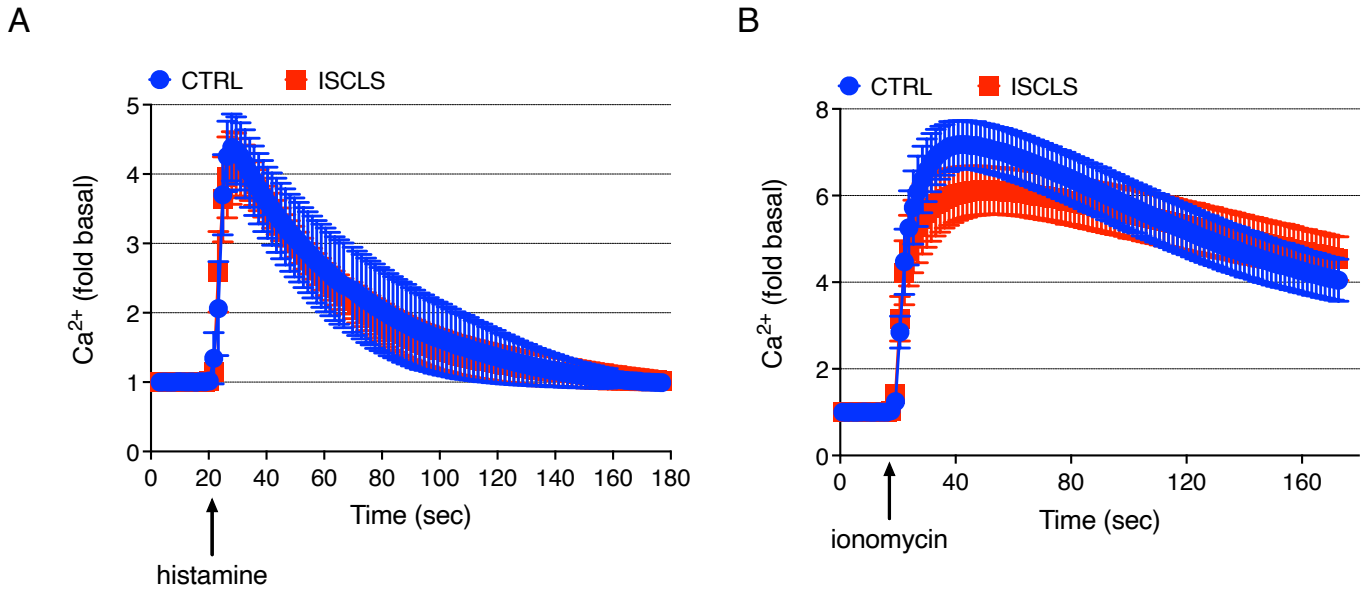 A
CTRL ISCLS
5
4
3
2
1
0
Ca2+ (fold basal)
0 20 40 60 80 100 120 140 160 180
Time (sec)
histamine
B
CTRL ISCLS
8
6
4
2
0
Ca2+ (fold basal)
0 40 80 120 160
Time (sec)
ionomycin